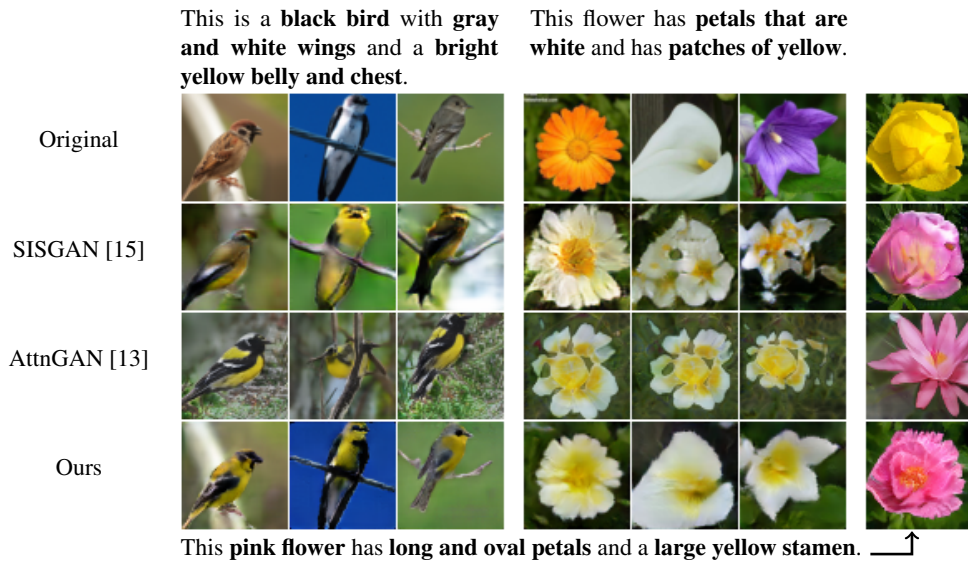 This is a black bird with gray
and white wings and a bright
yellow belly and chest.
This flower has petals that are
white and has patches of yellow.
Original
SISGAN [15]
AttnGAN [13]
Ours
This pink flower has long and oval petals and a large yellow stamen.